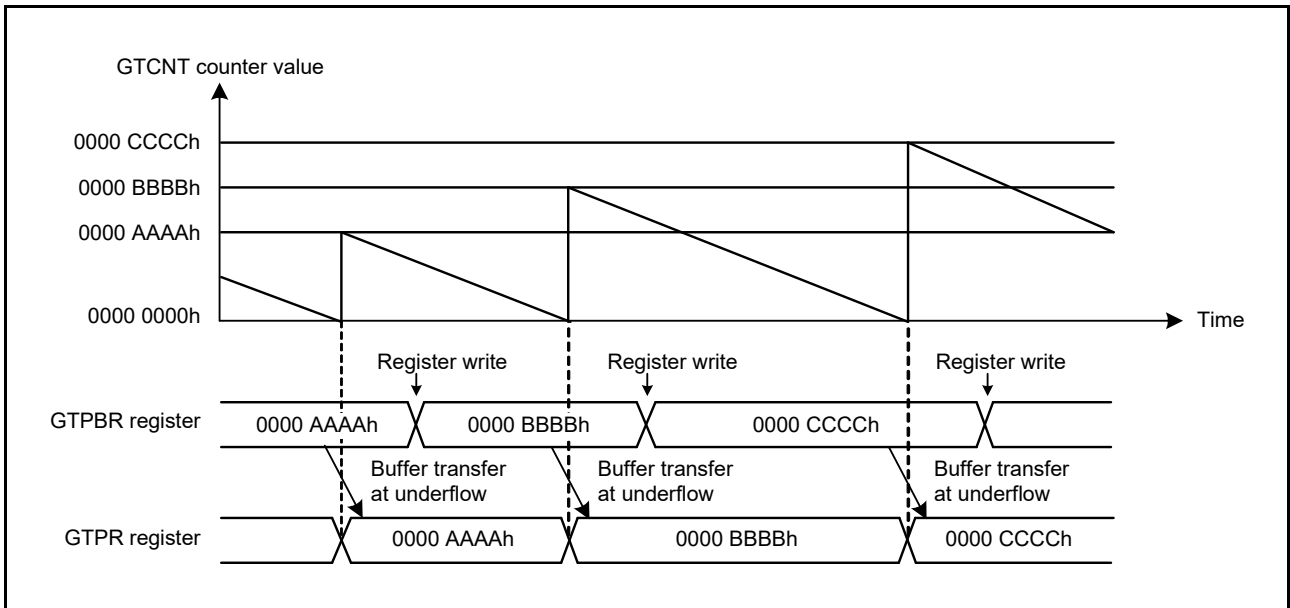 GTCNT counter value
0000 CCCCh
0000 BBBBh
0000 AAAAh
0000 0000h
Time
Register write
Register write
Register write
GTPBR register
0000 AAAAh
0000 BBBBh
0000 CCCCh
Buffer transfer
at underflow
Buffer transfer
at underflow
Buffer transfer
at underflow
GTPR register
0000 AAAAh
0000 BBBBh
0000 CCCCh